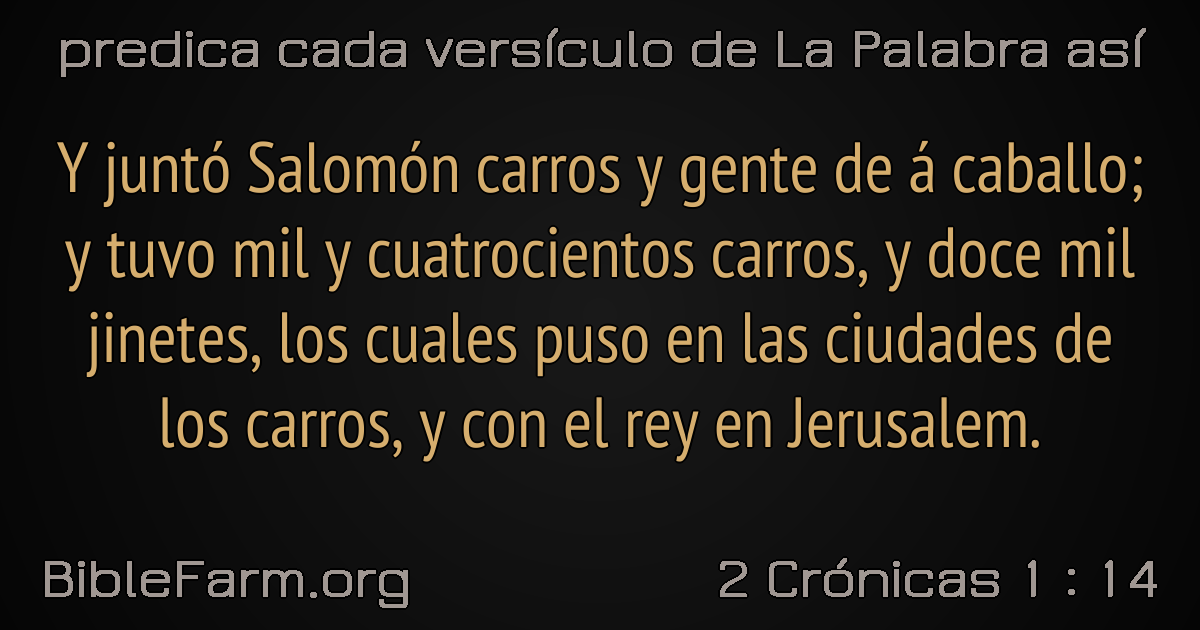 predica cada versículo de La Palabra así
Y juntó Salomón carros y gente de á caballo;
y tuvo mil y cuatrocientos carros, y doce mil
jinetes, los cuales puso en las ciudades de
los carros, y con el rey en Jerusalem.
BibleFarm.org
2 Crónicas 1 : 14